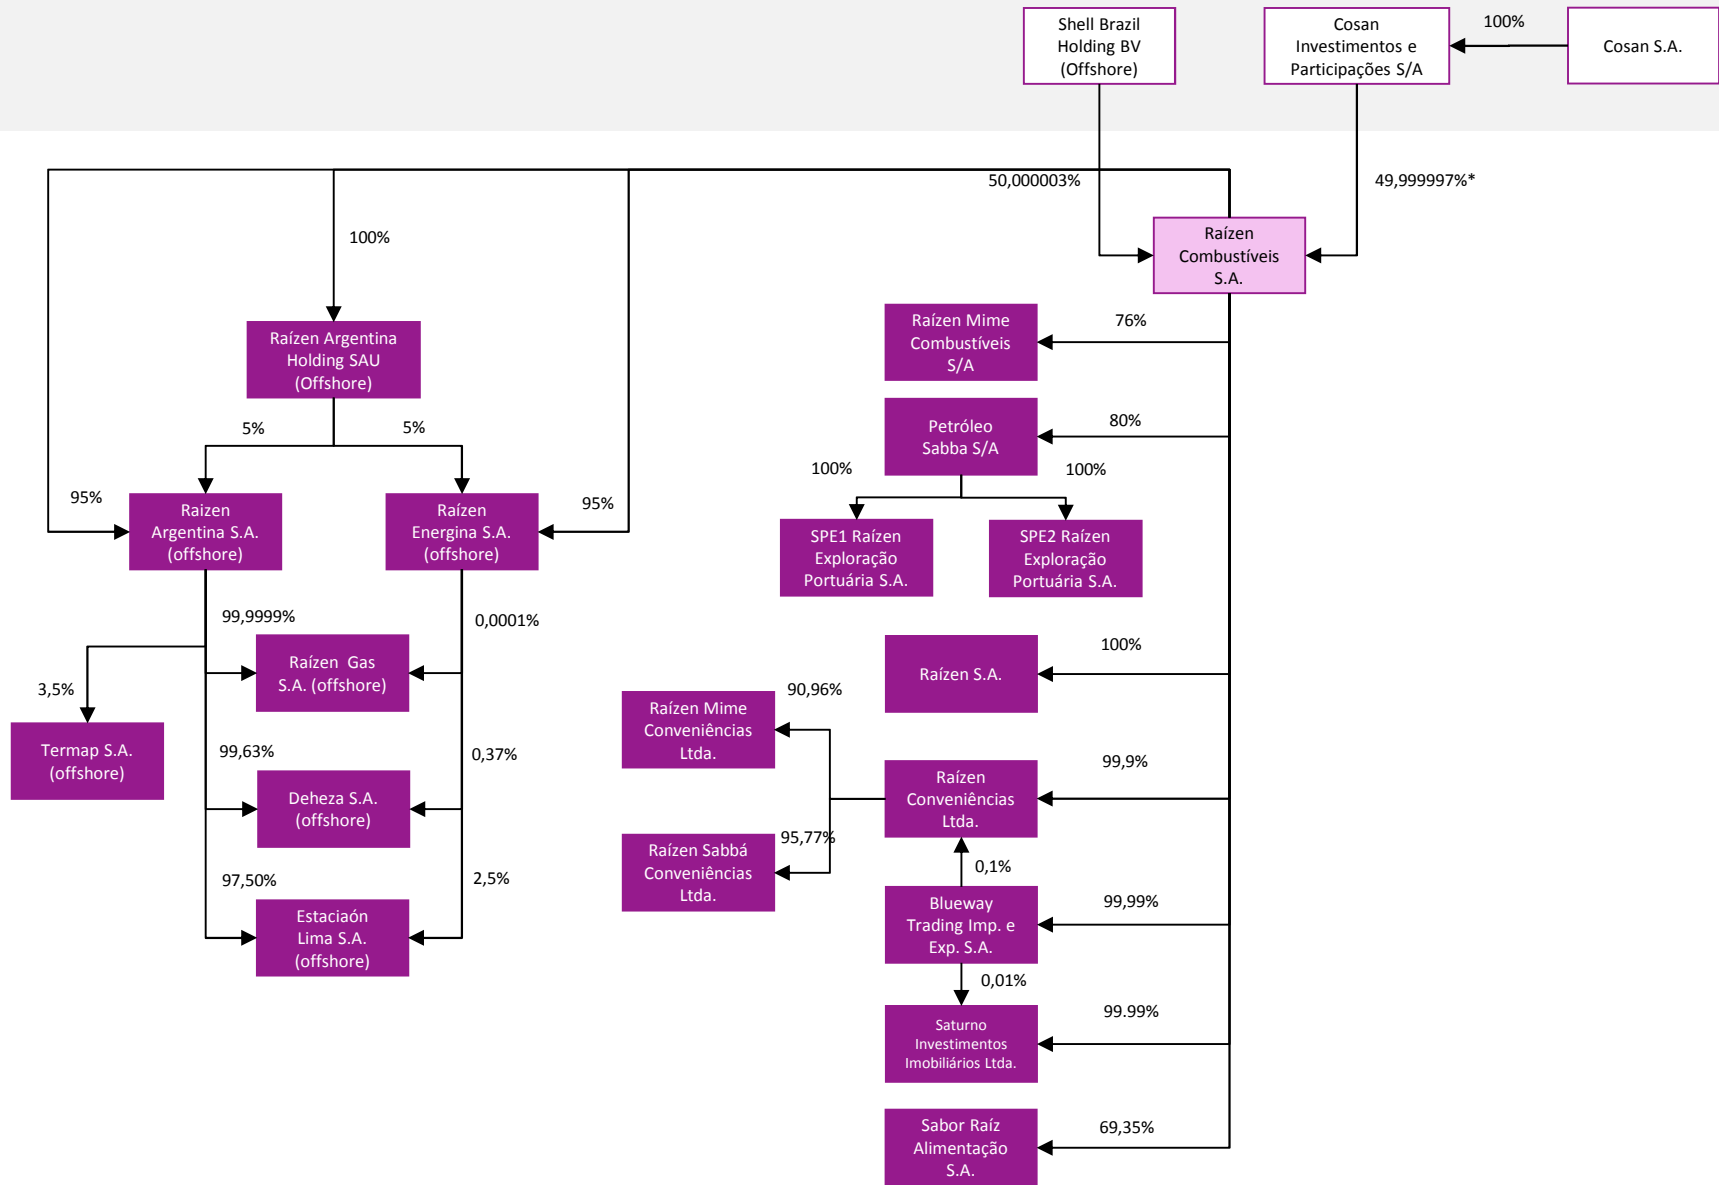 Shell Brazil
Holding BV
(Offshore)
Cosan
Investimentos e
Participações S/A
100%
Cosan S.A.
50,000003%
49,999997%*
100%
Raízen
Combustíveis
S.A.
Raízen Argentina
Holding SAU
(Offshore)
5%
5%
95%
Raizen
Argentina S.A.
(offshore)
Raízen
Energina S.A.
(offshore)
95%
99,9999%
0,0001%
Raízen  Gas
S.A. (offshore)
3,5%
Termap S.A.
(offshore)
99,63%
0,37%
Deheza S.A.
(offshore)
97,50%
2,5%
Estaciaón
Lima S.A.
(offshore)
Raízen Mime
Combustíveis
S/A
76%
Petróleo
Sabba S/A
80%
100%
100%
SPE1 Raízen
Exploração
Portuária S.A.
SPE2 Raízen
Exploração
Portuária S.A.
Raízen S.A.
100%
90,96%
Raízen Mime
Conveniências
Ltda.
Raízen
Conveniências
Ltda.
99,9%
95,77%
Raízen Sabbá
Conveniências
Ltda.
0,1%
Blueway
Trading Imp. e
Exp. S.A.
99,99%
0,01%
Saturno
Investimentos
Imobiliários Ltda.
99.99%
Sabor Raíz
Alimentação
S.A.
69,35%